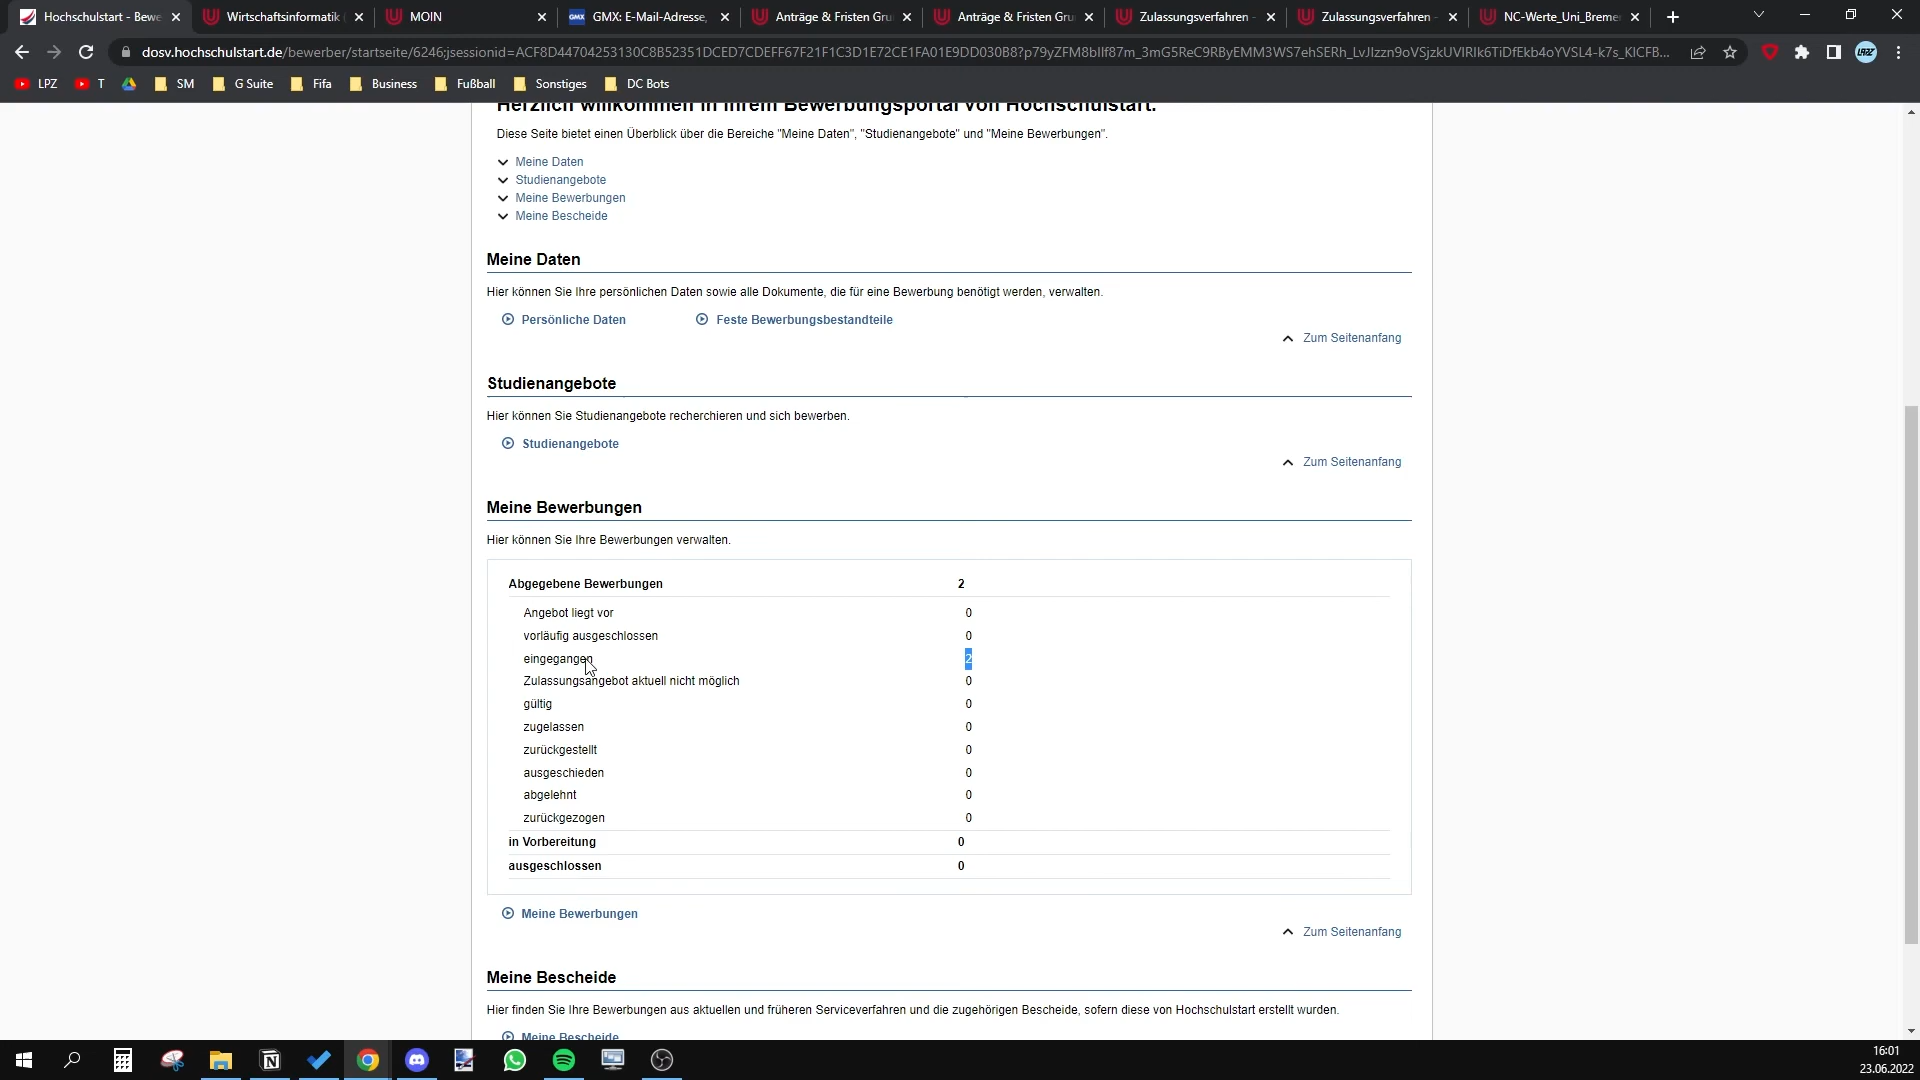 Hochschulstart - Bewe
Wirtschaftsinformatik
MOIN
GMX: E-Mail-Adresse,
Anträge & Fristen Gru
Anträge & Fristen Gru
Zulassungsverfahren -
Zulassungsverfahren -
NC-Werte_Uni_Breme
dosv.hochschulstart.de/bewerber/startseite/6246;jsessionid=
LPZ
T
SM
G Suite
Fifa
Business
Fußball
Sonstiges
DC Bots
Herzlich willkommen in Ihrem Bewerbungsportal von Hochschulstart.
Diese Seite bietet einen Überblick über die Bereiche "Meine Daten", "Studienangebote" und "Meine Bewerbungen".
Meine Daten
Studienangebote
Meine Bewerbungen
Meine Bescheide
Meine Daten
Hier können Sie Ihre persönlichen Daten sowie alle Dokumente, die für eine Bewerbung benötigt werden, verwalten.
Persönliche Daten Feste Bewerbungsbestandteile
Zum Seitenanfang
Studienangebote
Hier können Sie Studienangebote recherchieren und sich bewerben.
Studienangebote
Zum Seitenanfang
Meine Bewerbungen
Hier können Sie Ihre Bewerbungen verwalten.
Abgegebene Bewerbungen 2
Angebot liegt vor 0
vorläufig ausgeschlossen 0
eingegangen 2
Zulassungsangebot aktuell nicht möglich 0
gültig 0
zugelassen 0
zurückgestellt 0
ausgeschieden 0
abgelehnt 0
zurückgezogen 0
in Vorbereitung 0
ausgeschlossen 0
Meine Bewerbungen
Zum Seitenanfang
Meine Bescheide
Hier finden Sie Ihre Bewerbungen aus aktuellen und früheren Serviceverfahren und die zugehörigen Bescheide, sofern diese von Hochschulstart erstellt wurden.
Meine Bescheide
16:01
23.06.2022